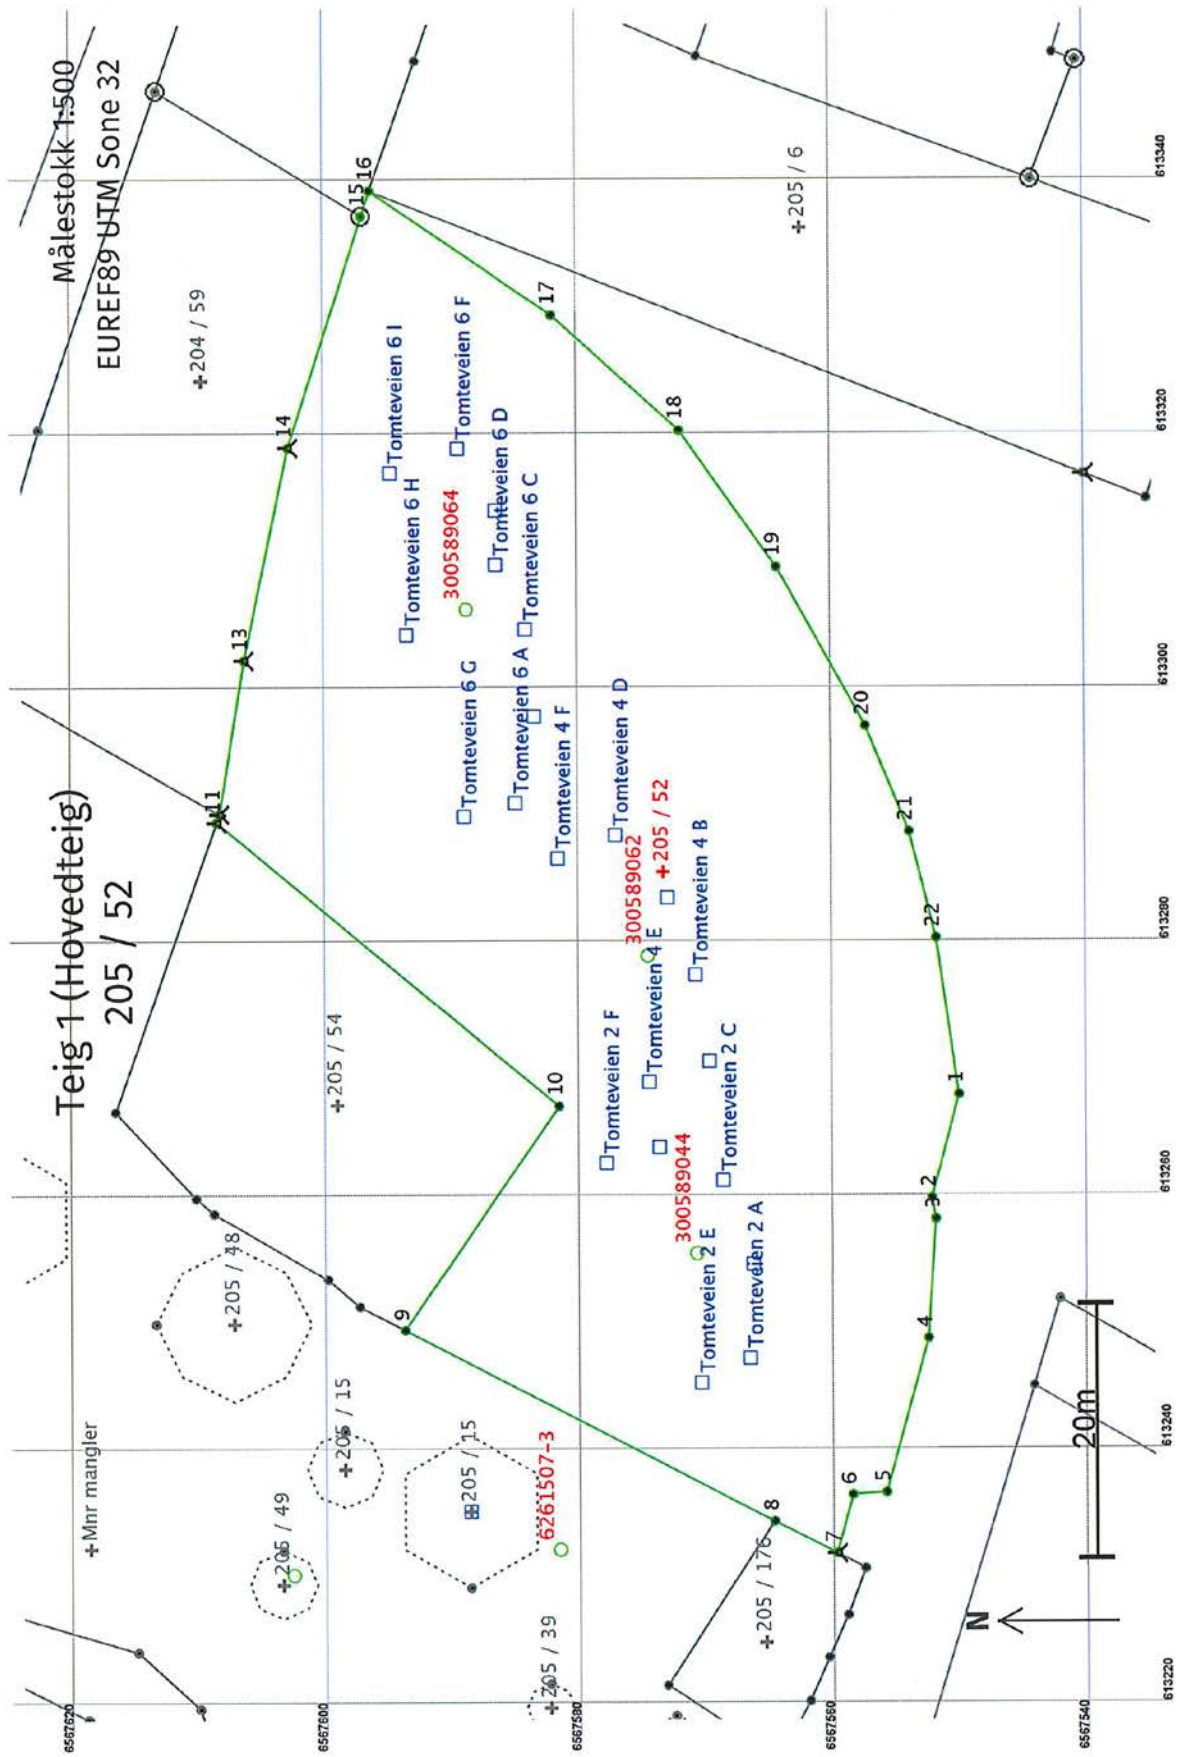 Målestokk 1:500
EUREF89 UTM Sone 32
Teig 1 (Hovedteig)
205 / 52
+Mnr mangler
+205 / 49
+205 / 15
+205 / 48
205 / 15
6261507-3
+205 / 39
+205 / 54
+204 / 59
+205 / 6
+205 / 176
11
13
14
15
16
17
18
19
20
21
22
1
2
3
4
5
6
7
8
9
10
Tomteveien 6 I
Tomteveien 6 F
Tomteveien 6 H
300589064
Tomteveien 6 D
Tomteveien 6 C
Tomteveien 6 G
Tomteveien 6 A
Tomteveien 4 F
Tomteveien 4 D
300589062
+205 / 52
Tomteveien 4 E
Tomteveien 4 B
Tomteveien 2 F
Tomteveien 2 C
300589044
Tomteveien 2 E
Tomteveien 2 A
20m
N
6567620
6567600
6567580
6567560
6567540
613220
613240
613260
613280
613300
613320
613340